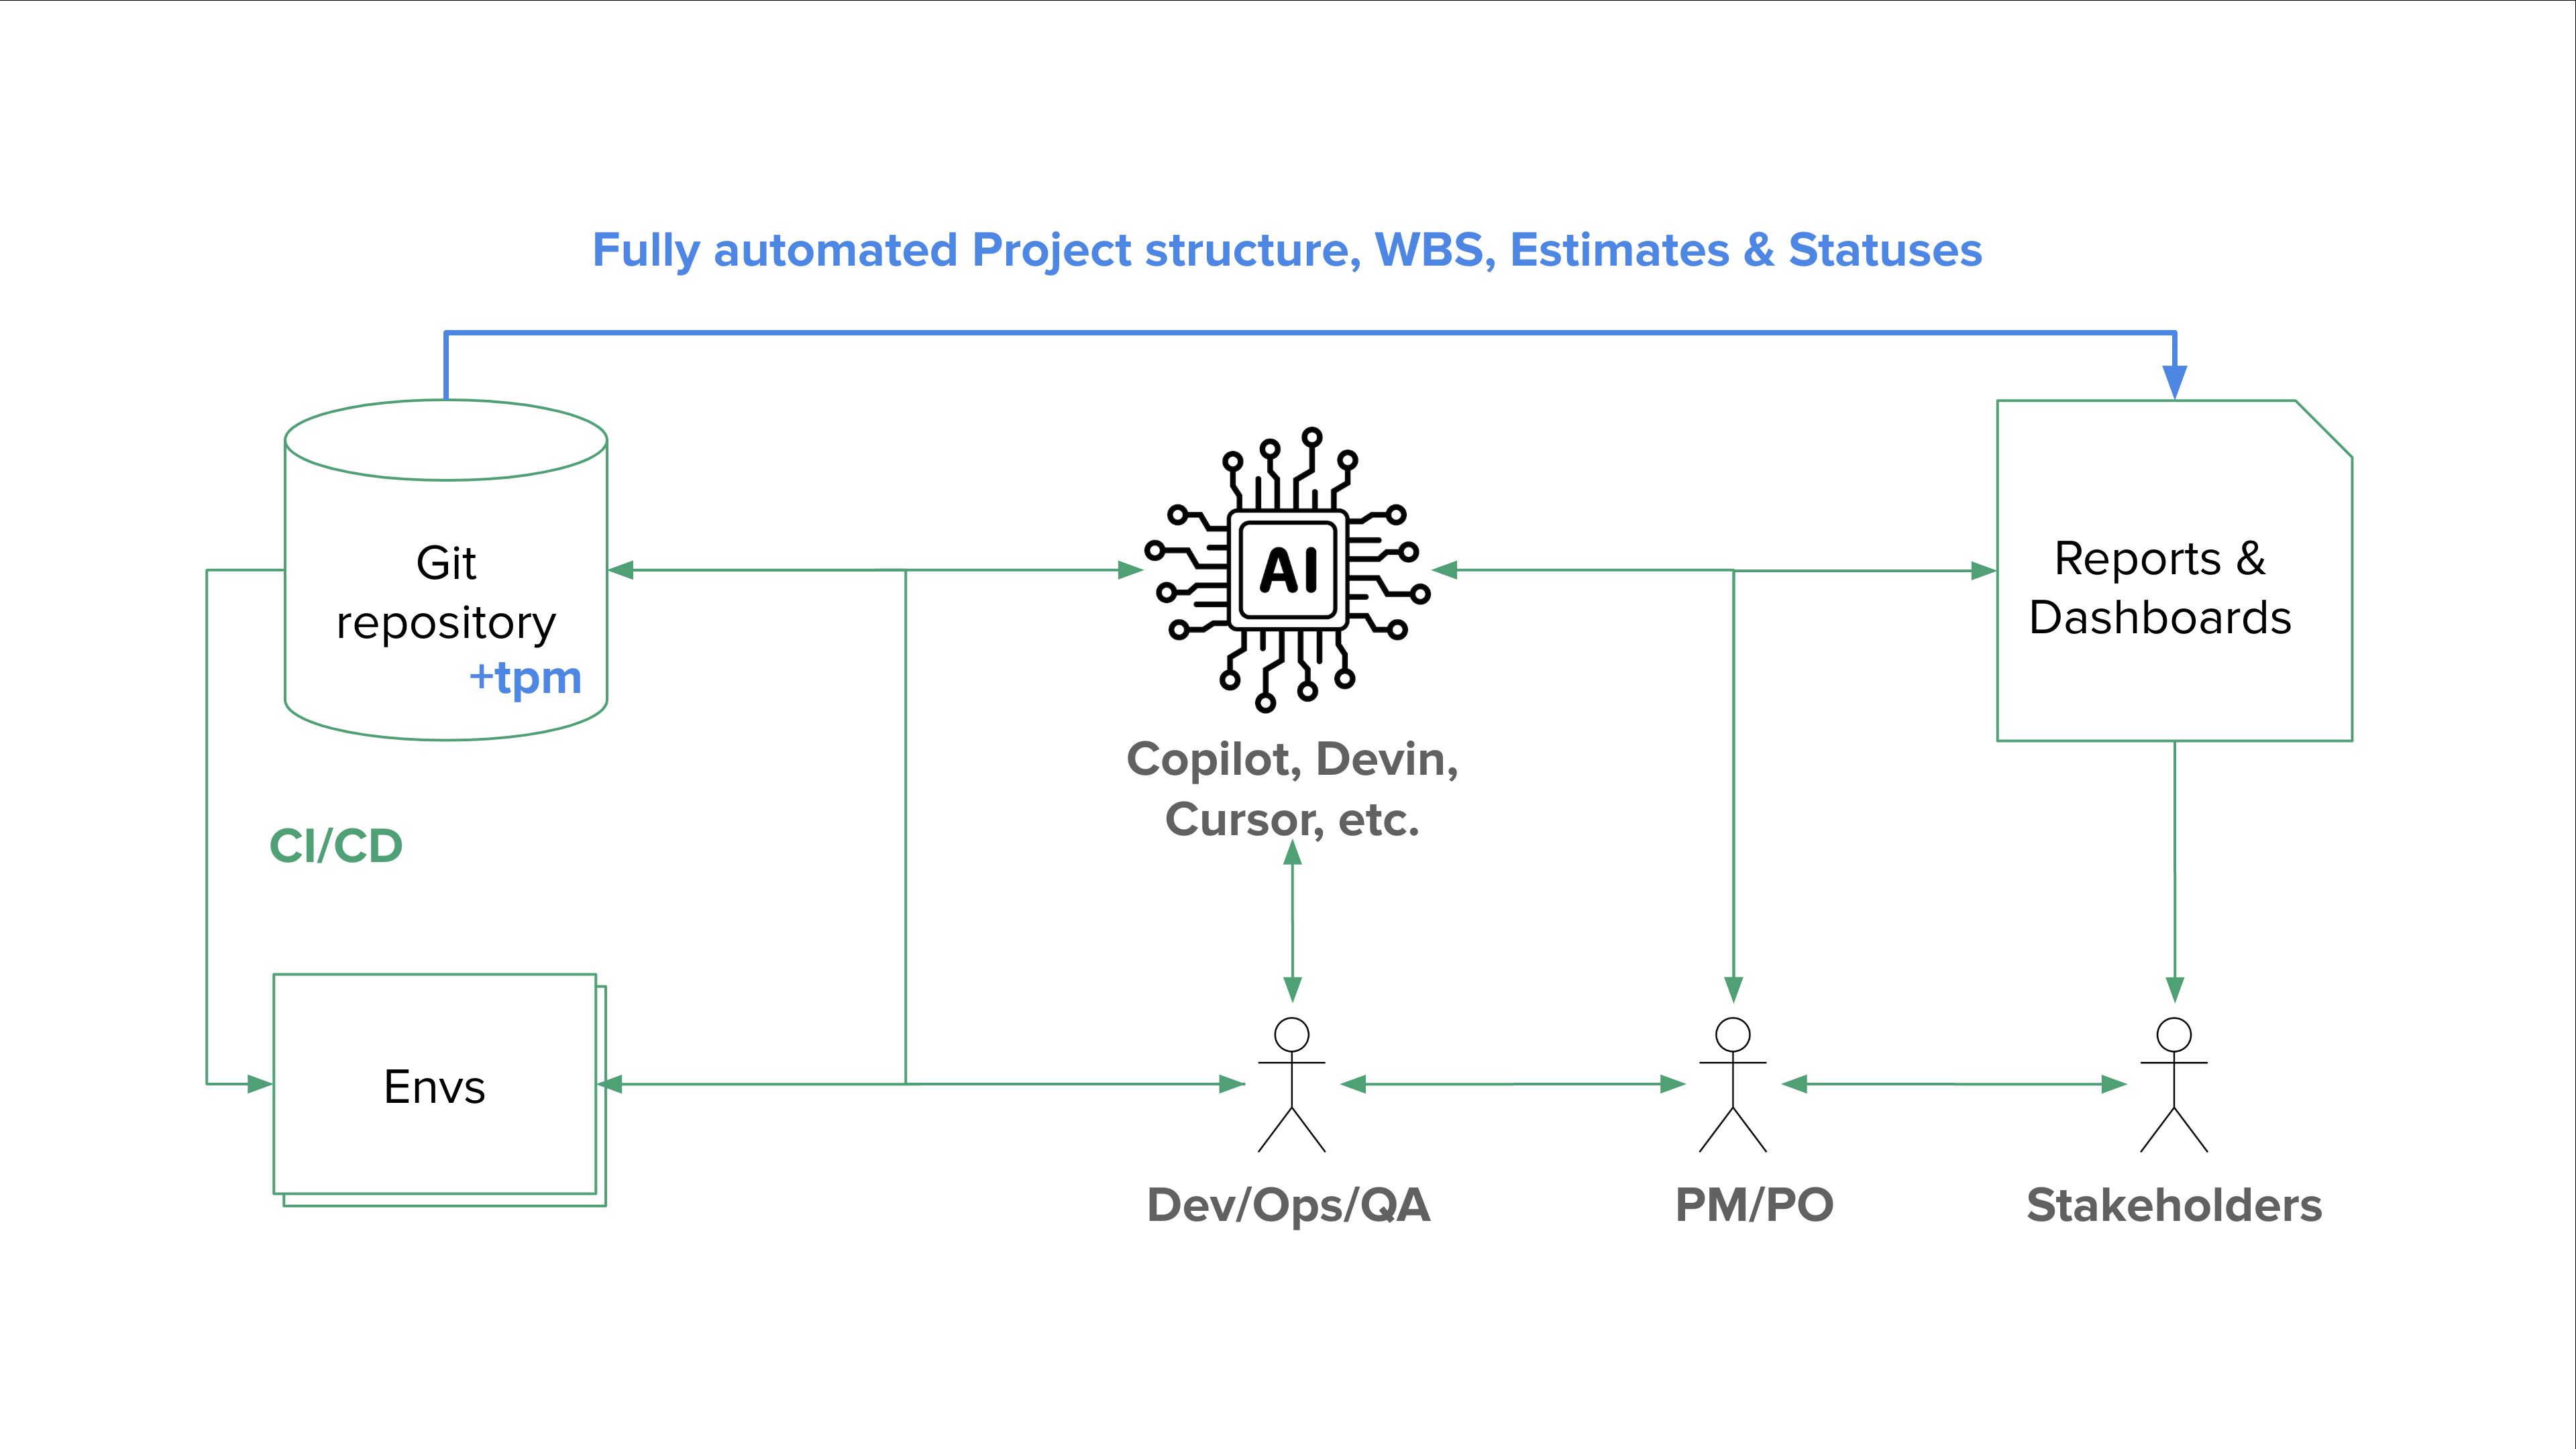 Fully automated Project structure, WBS, Estimates & Statuses
Git
repository
+tpm
AI
Reports &
Dashboards
Copilot, Devin,
Cursor, etc.
CI/CD
Envs
Dev/Ops/QA
PM/PO
Stakeholders